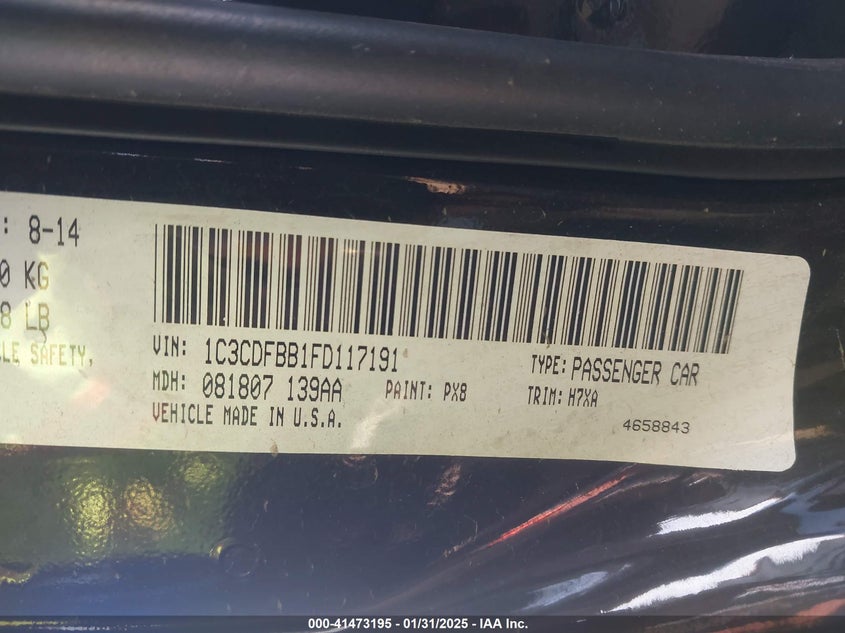 : 8-14
0 KG
8 LB
LE SAFETY,
VIN: 1C3CDFBB1FD117191
TYPE: PASSENGER CAR
MDH: 081807 139AA
PAINT: PX8
TRIM: H7XA
VEHICLE MADE IN U.S.A.
4658843
000-41473195 - 01/31/2025 - IAA Inc.